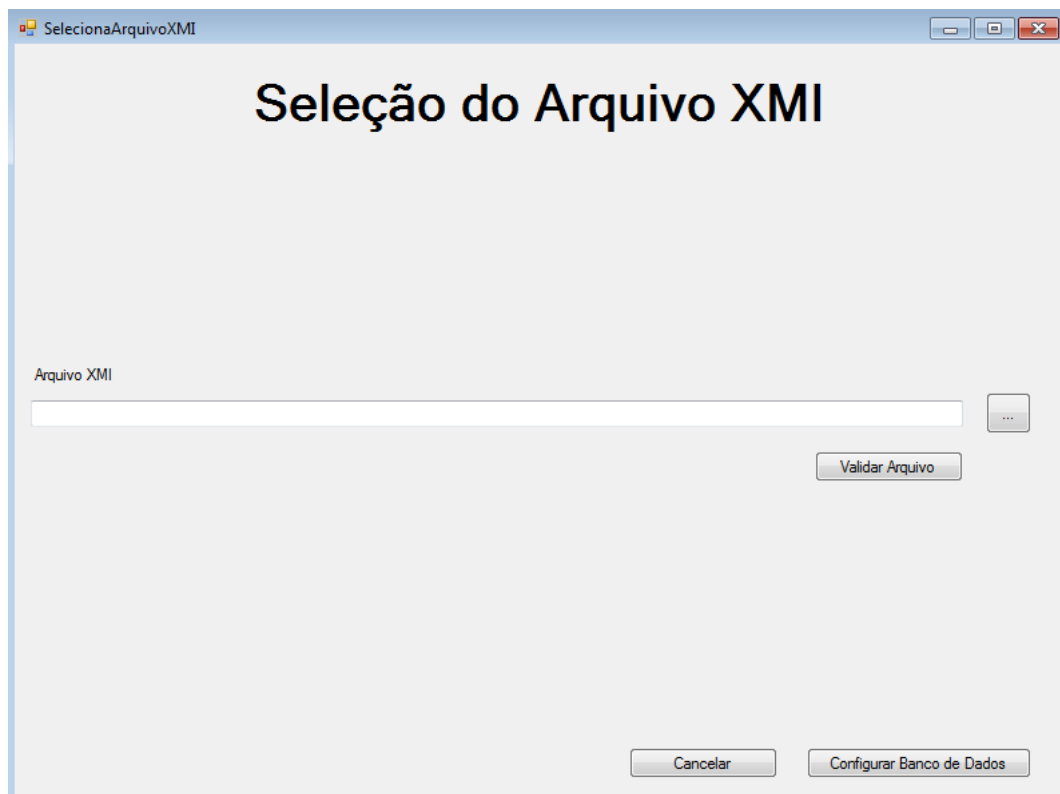 SelecionaArquivoXMI
Seleção do Arquivo XMI
Arquivo XMI
...
Validar Arquivo
Cancelar
Configurar Banco de Dados